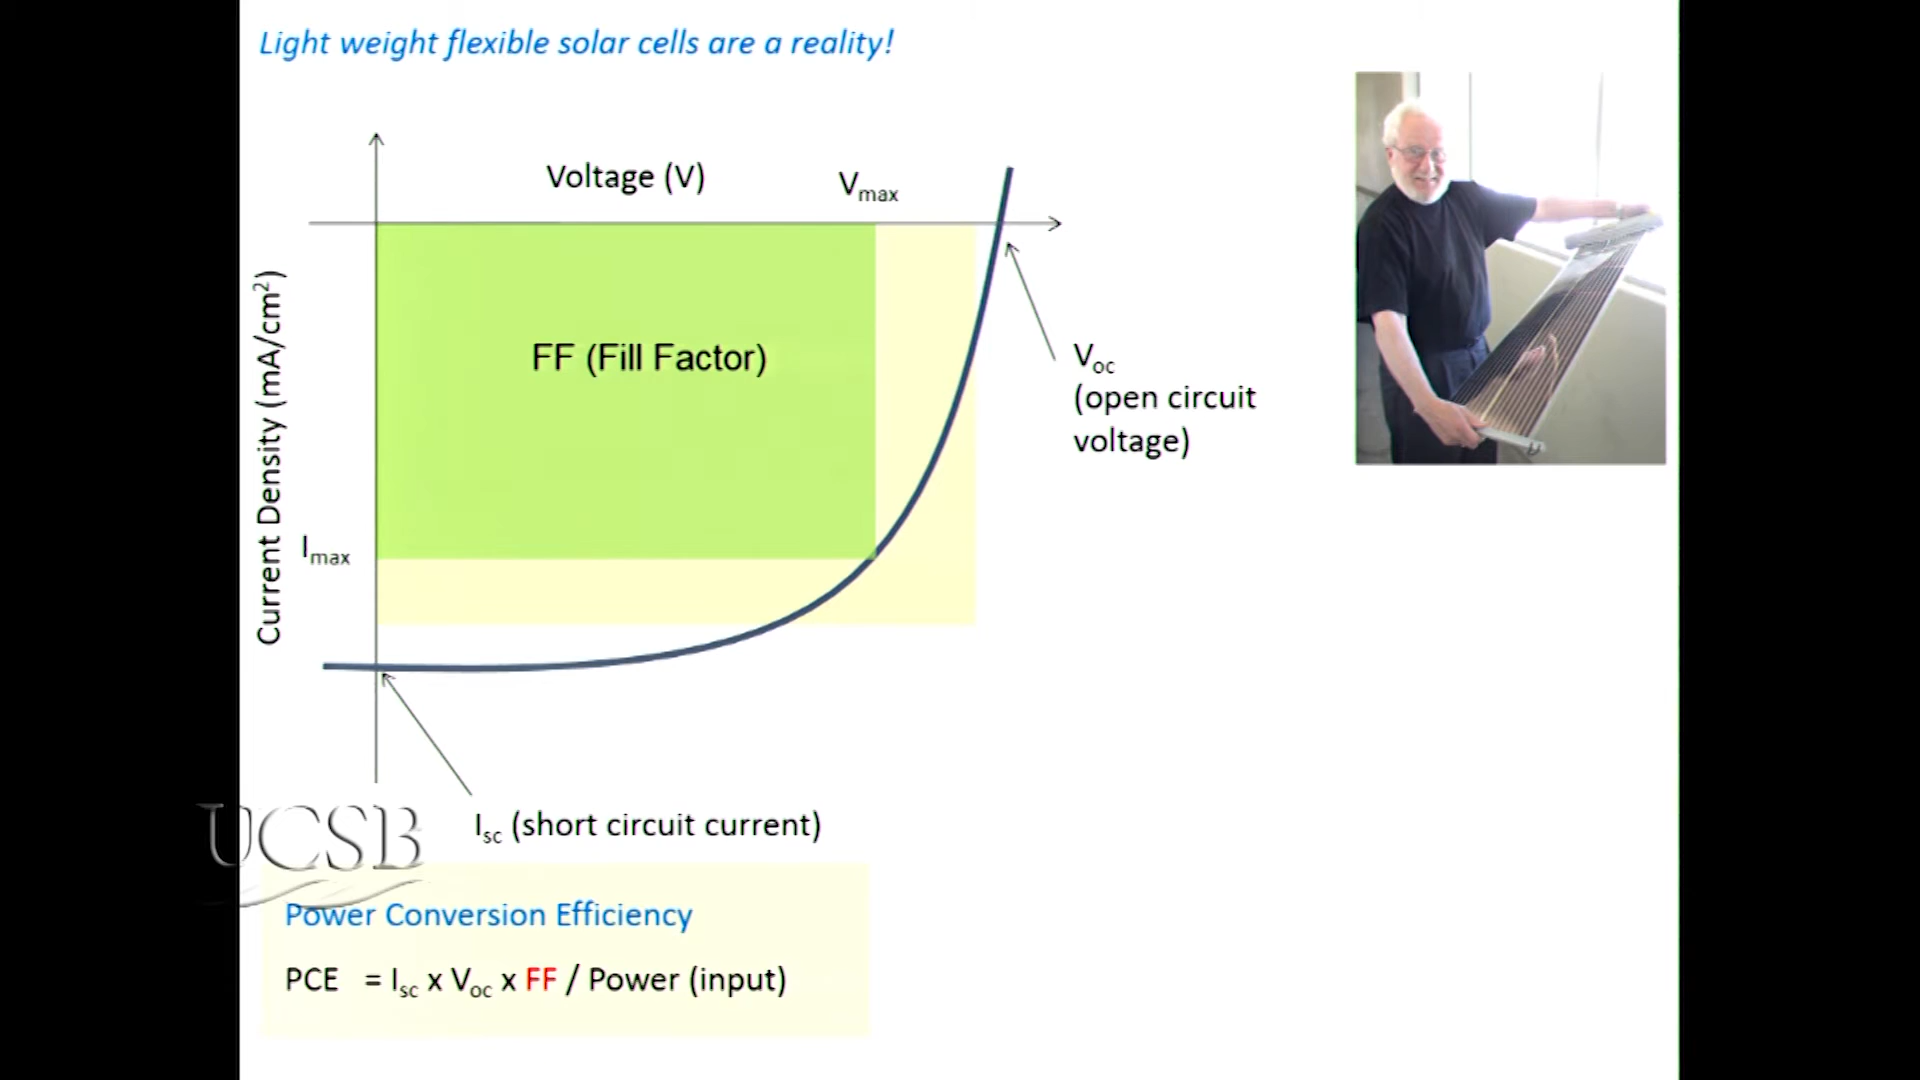 Light weight flexible solar cells are a reality!
Voltage (V)
Vmax
Current Density (mA/cm²)
FF (Fill Factor)
Voc
(open circuit
voltage)
Imax
Isc (short circuit current)
UCSB
Power Conversion Efficiency
PCE = Isc x Voc x FF / Power (input)